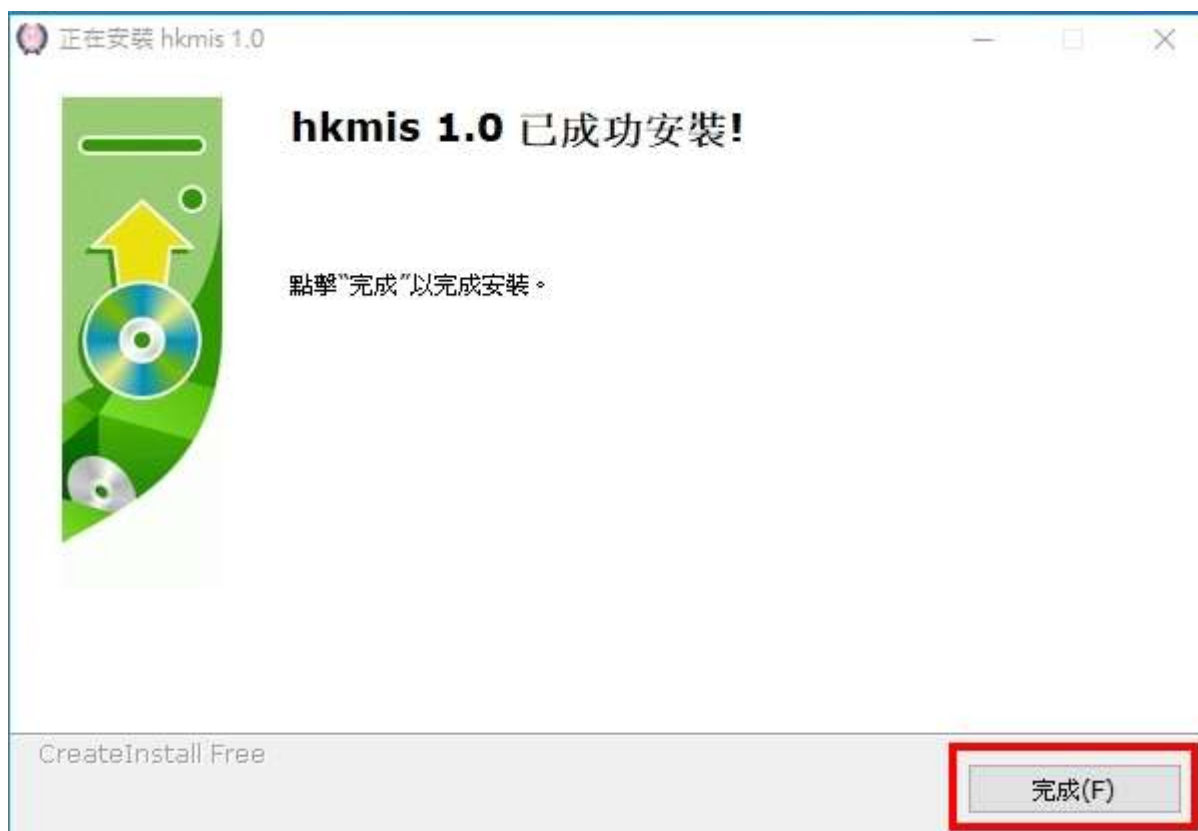 正在安裝 hkmis 1.0
hkmis 1.0 已成功安裝!
點擊"完成"以完成安裝。
CreateInstall Free
完成(F)